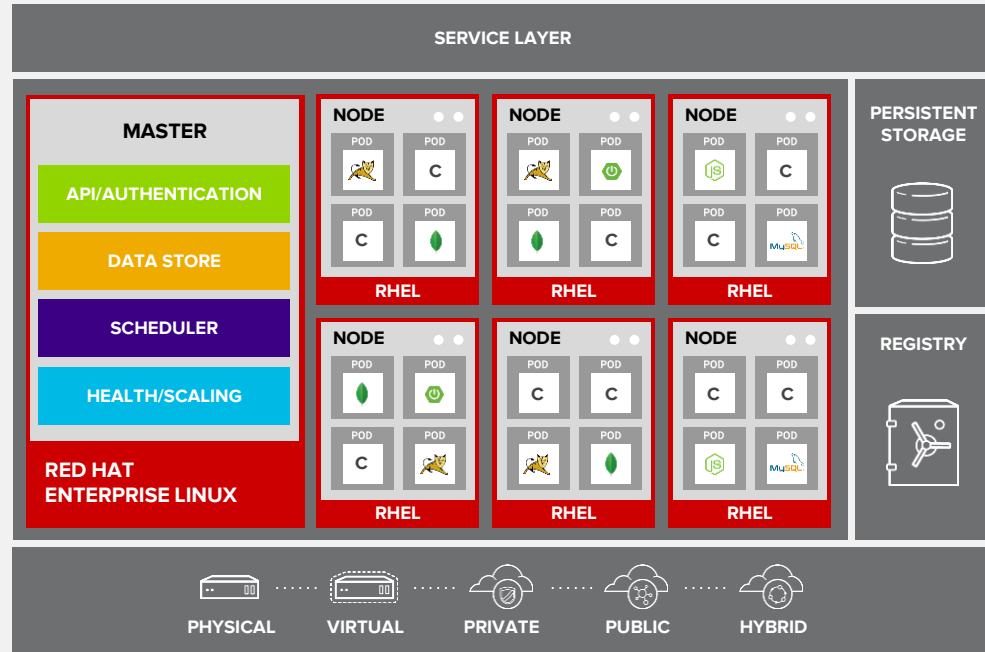 SERVICE LAYER
MASTER
API/AUTHENTICATION
DATA STORE
SCHEDULER
HEALTH/SCALING
RED HAT
ENTERPRISE LINUX
NODE
POD POD
C
POD POD
C
RHEL
NODE
POD POD
POD POD
C
RHEL
NODE
POD POD
JS C
POD POD
C MySQL
RHEL
NODE
POD POD
POD POD
C
RHEL
NODE
POD POD
C C
POD POD
RHEL
NODE
POD POD
C C
POD POD
JS MySQL
RHEL
PERSISTENT
STORAGE
REGISTRY
PHYSICAL VIRTUAL PRIVATE PUBLIC HYBRID